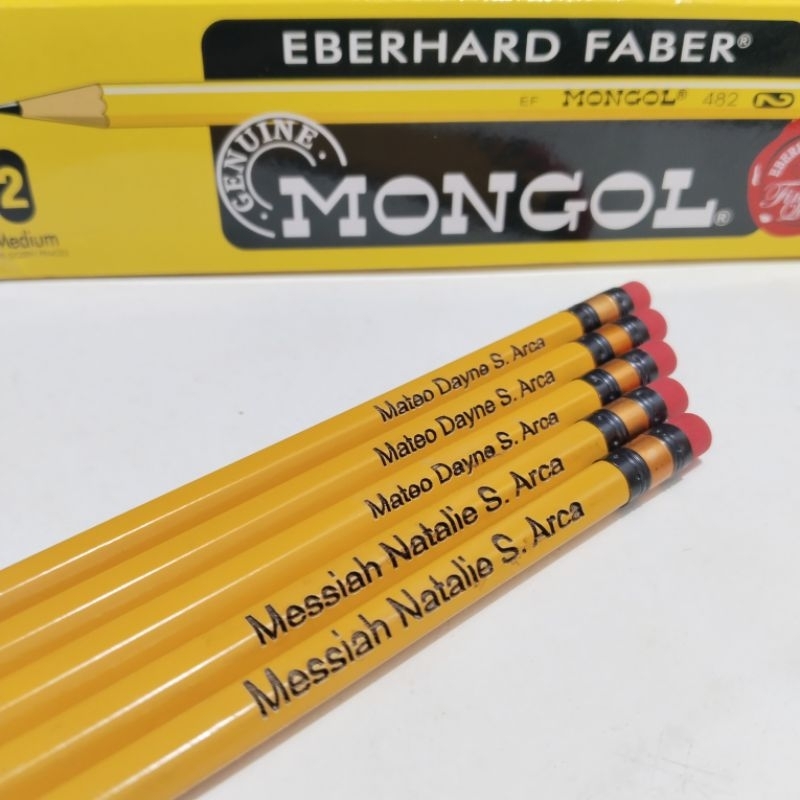 EBERHARD FABER®
EF MONGOL® 482 2
GENUINE
MONGOL®
2
Medium
Mateo Dayne S. Arca
Mateo Dayne S. Arca
Mateo Dayne S. Arca
Messiah Natalie S. Arca
Messiah Natalie S. Arca